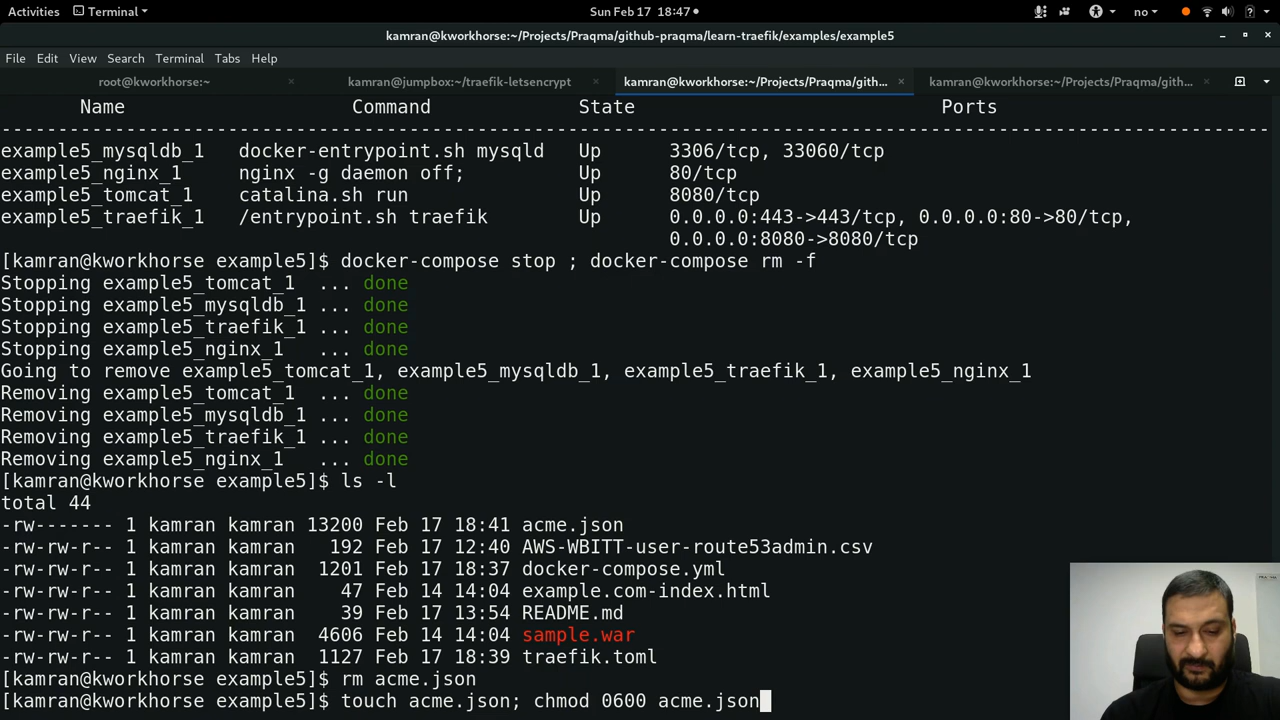 Activities Terminal Sun Feb 17 18:47 no
kamran@kworkhorse:~/Projects/Praqma/github-praqma/learn-traefik/examples/example5
File Edit View Search Terminal Tabs Help
root@kworkhorse:~ kamran@jumpbox:~/traefik-letsencrypt kamran@kworkhorse:~/Projects/Praqma/gith... kamran@kworkhorse:~/Projects/Praqma/gith...
Name Command State Ports
--------------------------------------------------------------------------------------------------------------
example5_mysqldb_1 docker-entrypoint.sh mysqld Up 3306/tcp, 33060/tcp
example5_nginx_1 nginx -g daemon off; Up 80/tcp
example5_tomcat_1 catalina.sh run Up 8080/tcp
example5_traefik_1 /entrypoint.sh traefik Up 0.0.0.0:443->443/tcp, 0.0.0.0:80->80/tcp,
0.0.0.0:8080->8080/tcp
[kamran@kworkhorse example5]$ docker-compose stop ; docker-compose rm -f
Stopping example5_tomcat_1 ... done
Stopping example5_mysqldb_1 ... done
Stopping example5_traefik_1 ... done
Stopping example5_nginx_1 ... done
Going to remove example5_tomcat_1, example5_mysqldb_1, example5_traefik_1, example5_nginx_1
Removing example5_tomcat_1 ... done
Removing example5_mysqldb_1 ... done
Removing example5_traefik_1 ... done
Removing example5_nginx_1 ... done
[kamran@kworkhorse example5]$ ls -l
total 44
-rw------- 1 kamran kamran 13200 Feb 17 18:41 acme.json
-rw-rw-r-- 1 kamran kamran 192 Feb 17 12:40 AWS-WBITT-user-route53admin.csv
-rw-rw-r-- 1 kamran kamran 1201 Feb 17 18:37 docker-compose.yml
-rw-rw-r-- 1 kamran kamran 47 Feb 14 14:04 example.com-index.html
-rw-rw-r-- 1 kamran kamran 39 Feb 17 13:54 README.md
-rw-rw-r-- 1 kamran kamran 4606 Feb 14 14:04 sample.war
-rw-rw-r-- 1 kamran kamran 1127 Feb 17 18:39 traefik.toml
[kamran@kworkhorse example5]$ rm acme.json
[kamran@kworkhorse example5]$ touch acme.json; chmod 0600 acme.json